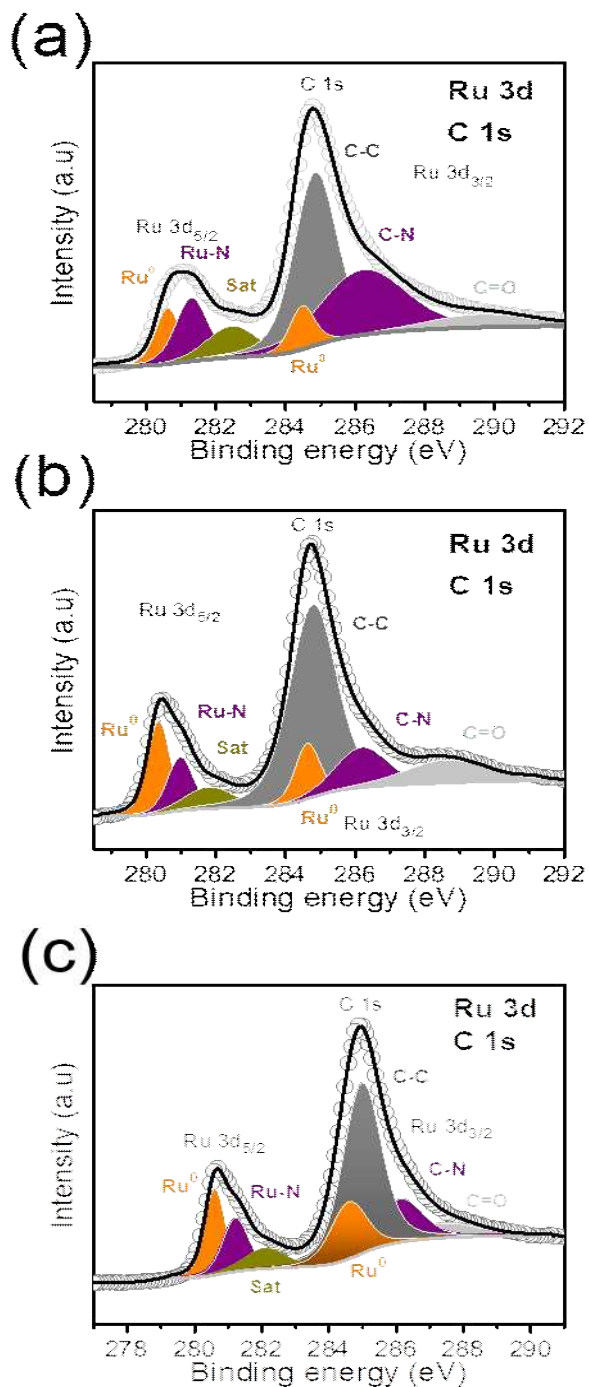 (a)
C 1s
Ru 3d
C 1s
C-C
Ru 3d3/2
Ru 3d5/2
Ru-N
C-N
Ru0
Sat
C=O
Ru0
Intensity (a.u)
280 282 284 286 288 290 292
Binding energy (eV)
(b)
C 1s
Ru 3d
C 1s
Ru 3d5/2
C-C
Ru-N
C-N
Ru0
Sat
C=O
Ru0
Ru 3d3/2
Intensity (a.u)
280 282 284 286 288 290 292
Binding energy (eV)
(c)
C 1s
Ru 3d
C 1s
C-C
Ru 3d5/2
Ru 3d3/2
Ru0
Ru-N
C-N
C=O
Sat
Ru0
Intensity (a.u)
278 280 282 284 286 288 290
Binding energy (eV)